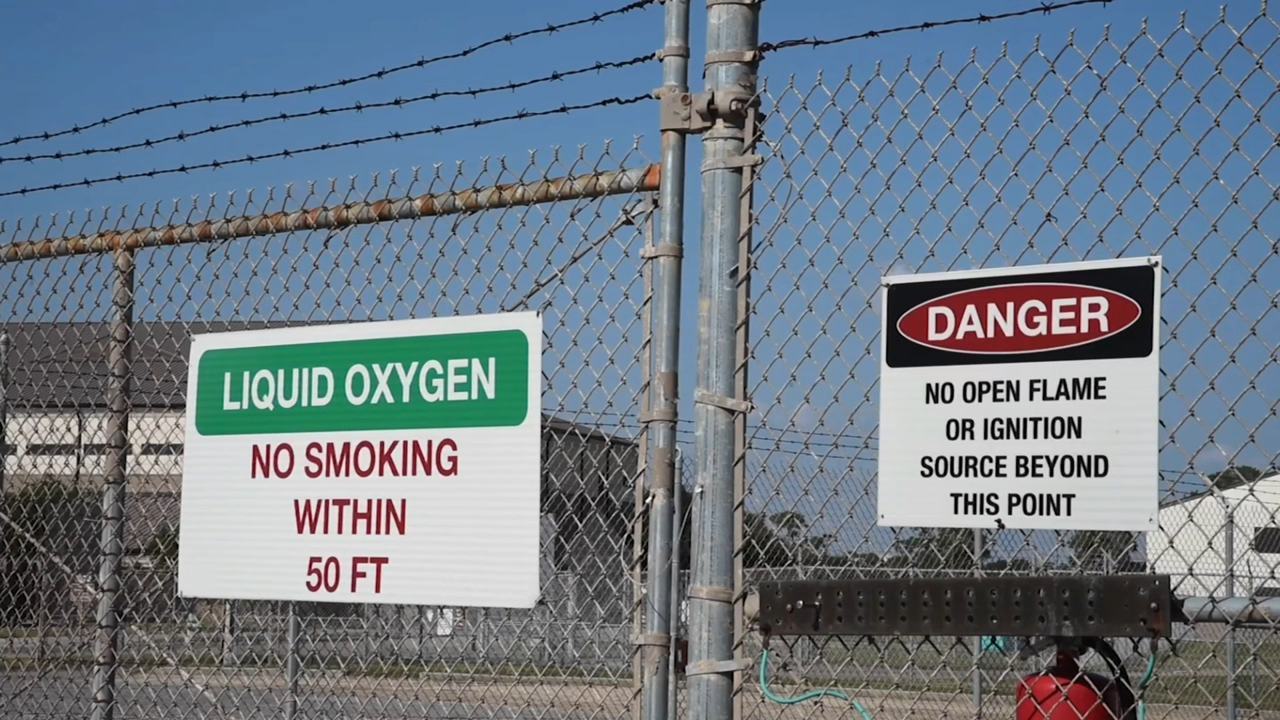 LIQUID OXYGEN
NO SMOKING
WITHIN
50 FT
DANGER
NO OPEN FLAME
OR IGNITION
SOURCE BEYOND
THIS POINT